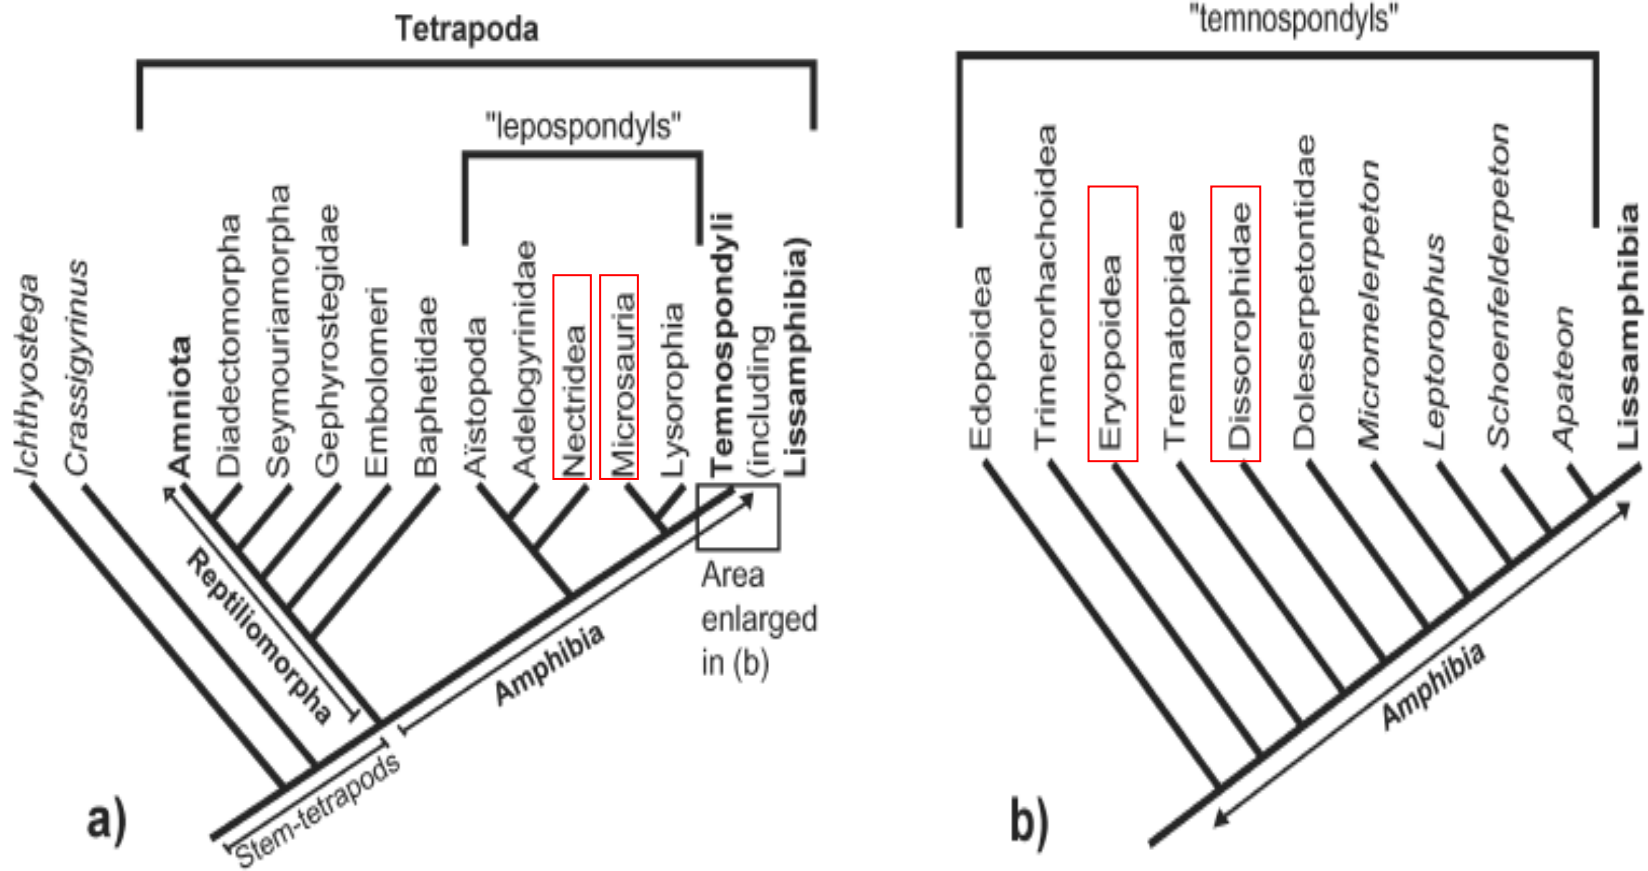 Tetrapoda
"lepospondyls"
Ichthyostega
Crassigyrinus
Amniota
Diadectomorpha
Seymouriamorpha
Gephyrostegidae
Embolomeri
Baphetidae
Aïstopoda
Adelogyrinidae
Nectridea
Microsauria
Lysorophia
Temnospondyli
(including
Lissamphibia)
Reptiliomorpha
Amphibia
Stem-tetrapods
Area
enlarged
in (b)
a)
"temnospondyls"
Edopoidea
Trimerorhachoidea
Eryopoidea
Trematopidae
Dissorophidae
Doleserpetontidae
Micromelerpeton
Leptorophus
Schoenfelderpeton
Apateon
Lissamphibia
Amphibia
b)